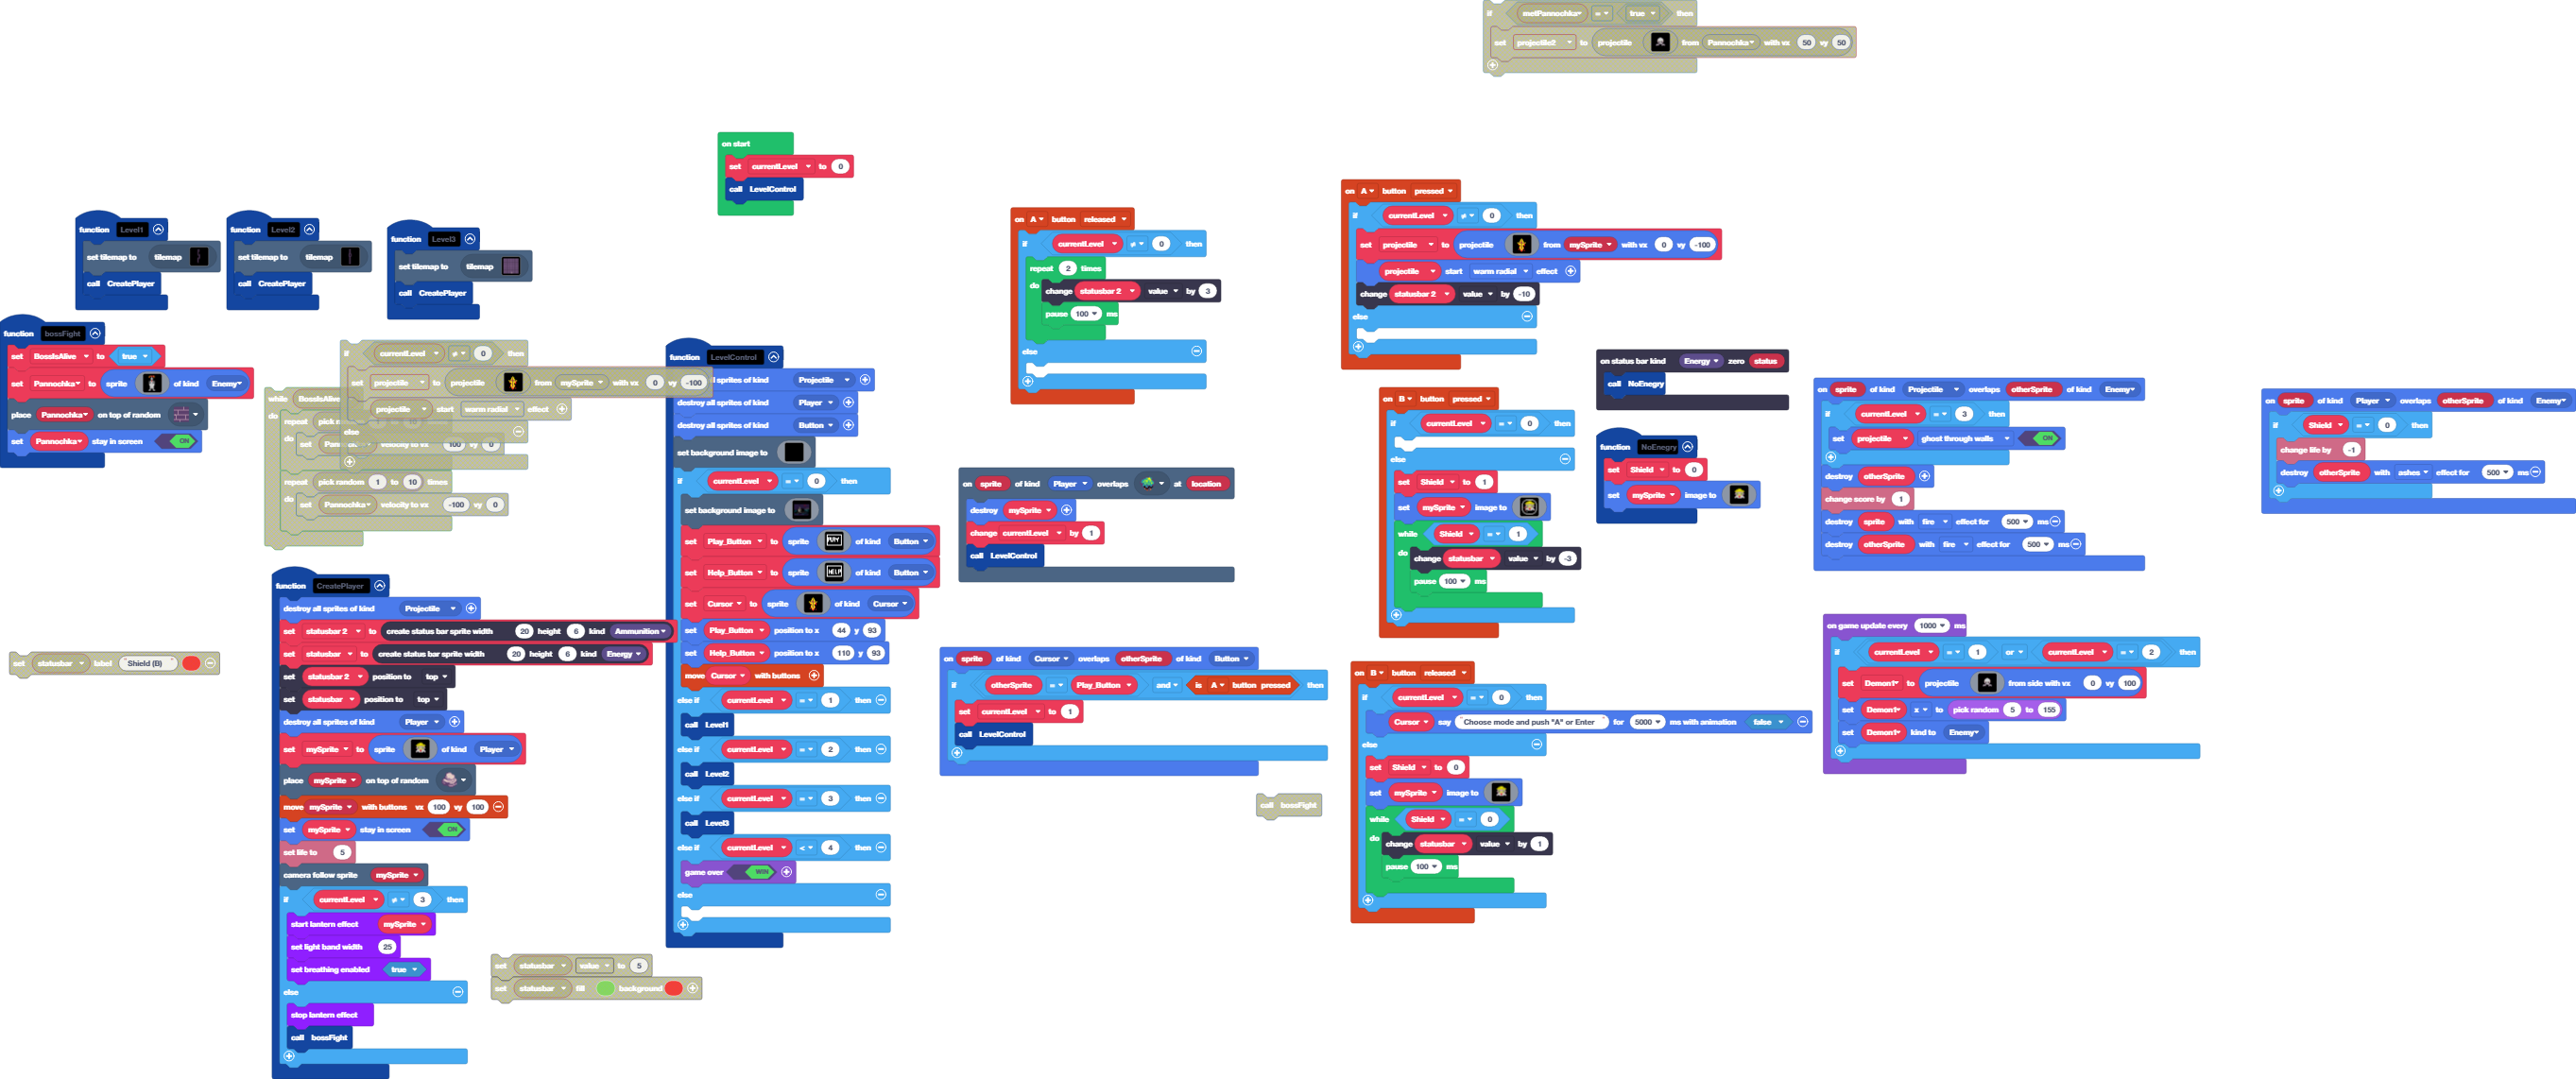 if metPannochka = true then
set projectile2 to projectile from Pannochka with vx 50 vy 50
on start
set currentLevel to 0
call LevelControl
function Level1
set tilemap to tilemap
call CreatePlayer
function Level2
set tilemap to tilemap
call CreatePlayer
function Level3
set tilemap to tilemap
call CreatePlayer
function bossFight
set BossIsAlive to true
set Pannochka to sprite of kind Enemy
place Pannochka on top of random
set Pannochka stay in screen ON
if currentLevel ≠ 0 then
set projectile to projectile from mySprite with vx 0 vy -100
projectile start warm radial effect
else
while BossIsAlive
do repeat pick
do set velocity to vx 100 vy 0
repeat pick random 1 to 10 times
do set Pannochka velocity to vx -100 vy 0
function LevelControl
sprites of kind Projectile
destroy all sprites of kind Player
destroy all sprites of kind Button
set background image to
if currentLevel = 0 then
set background image to
set Play_Button to sprite PLAY of kind Button
set Help_Button to sprite HELP of kind Button
set Cursor to sprite of kind Cursor
set Play_Button position to x 44 y 93
set Help_Button position to x 110 y 93
move Cursor with buttons
else if currentLevel = 1 then
call Level1
else if currentLevel = 2 then
call Level2
else if currentLevel = 3 then
call Level3
else if currentLevel < 4 then
game over WIN
else
function CreatePlayer
destroy all sprites of kind Projectile
set statusbar 2 to create status bar sprite width 20 height 6 kind Ammunition
set statusbar to create status bar sprite width 20 height 6 kind Energy
set statusbar 2 position to top
set statusbar position to top
destroy all sprites of kind Player
set mySprite to sprite of kind Player
place mySprite on top of random
move mySprite with buttons vx 100 vy 100
set mySprite stay in screen ON
set life to 5
camera follow sprite mySprite
if currentLevel ≠ 3 then
start lantern effect mySprite
set light band width 25
set breathing enabled true
else
stop lantern effect
call bossFight
set statusbar label "Shield (B)"
set statusbar value to 5
set statusbar fill background
on A button released
if currentLevel ≠ 0 then
repeat 2 times
do change statusbar 2 value by 3
pause 100 ms
else
on A button pressed
if currentLevel ≠ 0 then
set projectile to projectile from mySprite with vx 0 vy -100
projectile start warm radial effect
change statusbar 2 value by -10
else
on sprite of kind Player overlaps at location
destroy mySprite
change currentLevel by 1
call LevelControl
on B button pressed
if currentLevel = 0 then
else
set Shield to 1
set mySprite image to
while Shield = 1
do change statusbar value by -3
pause 100 ms
on status bar kind Energy zero status
call NoEnegry
function NoEnegry
set Shield to 0
set mySprite image to
on sprite of kind Cursor overlaps otherSprite of kind Button
if otherSprite = Play_Button and is A button pressed then
set currentLevel to 1
call LevelControl
call bossFight
on B button released
if currentLevel = 0 then
Cursor say "Choose mode and push "A" or Enter" for 5000 ms with animation false
else
set Shield to 0
set mySprite image to
while Shield = 0
do change statusbar value by 1
pause 100 ms
on sprite of kind Projectile overlaps otherSprite of kind Enemy
if currentLevel = 3 then
set projectile ghost through walls ON
destroy otherSprite
change score by 1
destroy sprite with fire effect for 500 ms
destroy otherSprite with fire effect for 500 ms
on sprite of kind Player overlaps otherSprite of kind Enemy
if Shield = 0 then
change life by -1
destroy otherSprite with ashes effect for 500 ms
on game update every 1000 ms
if currentLevel = 1 or currentLevel = 2 then
set Demon1 to projectile from side with vx 0 vy 100
set Demon1 x to pick random 5 to 155
set Demon1 kind to Enemy